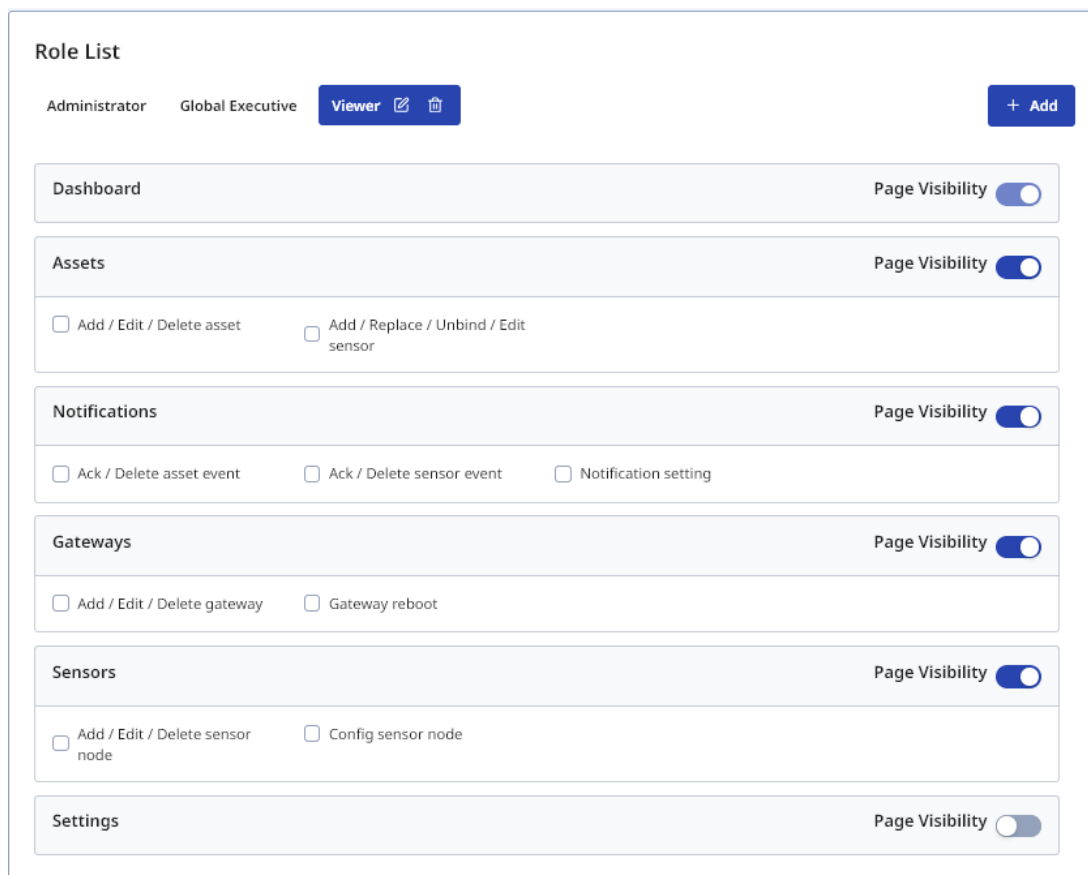 Role List
Administrator Global Executive Viewer + Add
Dashboard Page Visibility
Assets Page Visibility
Add / Edit / Delete asset Add / Replace / Unbind / Edit
sensor
Notifications Page Visibility
Ack / Delete asset event Ack / Delete sensor event Notification setting
Gateways Page Visibility
Add / Edit / Delete gateway Gateway reboot
Sensors Page Visibility
Add / Edit / Delete sensor Config sensor node
node
Settings Page Visibility